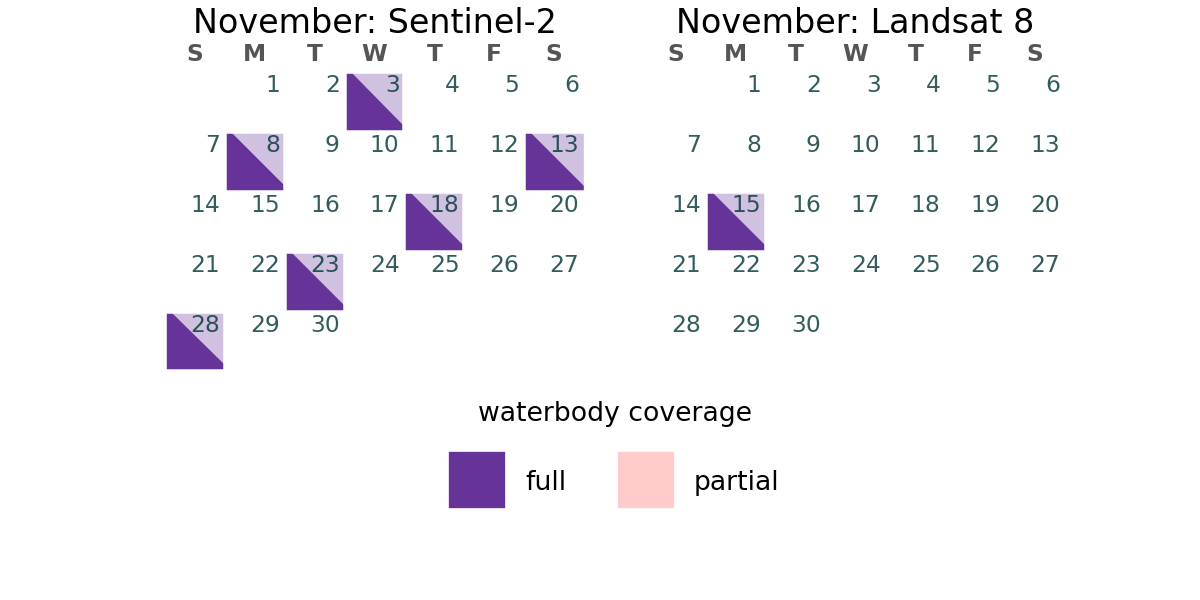 November: Sentinel-2
S M T W T F S
1 2 3 4 5 6
7 8 9 10 11 12 13
14 15 16 17 18 19 20
21 22 23 24 25 26 27
28 29 30
November: Landsat 8
S M T W T F S
1 2 3 4 5 6
7 8 9 10 11 12 13
14 15 16 17 18 19 20
21 22 23 24 25 26 27
28 29 30
waterbody coverage
full partial